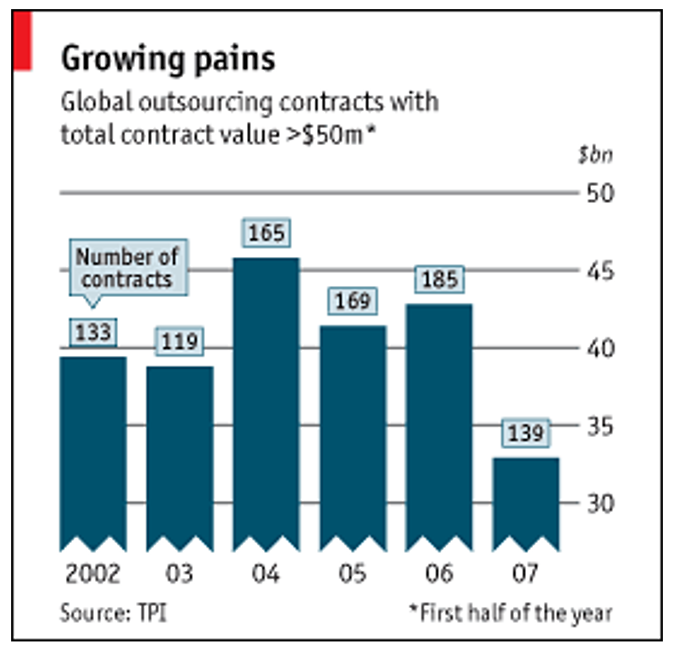 Growing pains
Global outsourcing contracts with
total contract value >$50m*
$bn
50
165
Number of
contracts
45
185
169
133
119
40
139
35
30
2002 03 04 05 06 07
Source: TPI
*First half of the year